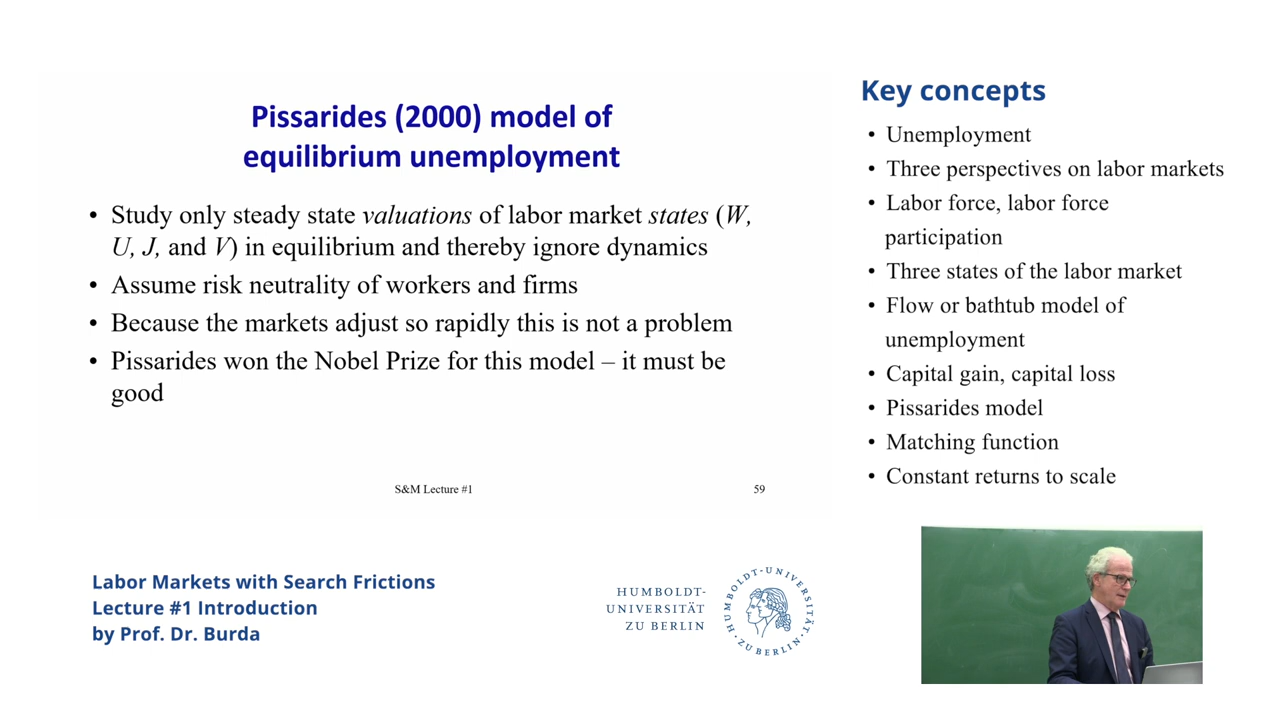 Pissarides (2000) model of
equilibrium unemployment
• Study only steady state valuations of labor market states (W,
U, J, and V) in equilibrium and thereby ignore dynamics
• Assume risk neutrality of workers and firms
• Because the markets adjust so rapidly this is not a problem
• Pissarides won the Nobel Prize for this model – it must be
good
S&M Lecture #1
59
Key concepts
• Unemployment
• Three perspectives on labor markets
• Labor force, labor force
participation
• Three states of the labor market
• Flow or bathtub model of
unemployment
• Capital gain, capital loss
• Pissarides model
• Matching function
• Constant returns to scale
Labor Markets with Search Frictions
Lecture #1 Introduction
by Prof. Dr. Burda
HUMBOLDT-
UNIVERSITÄT
ZU BERLIN
HUMBOLDT-UNIVERSITÄT
· ZU BERLIN ·